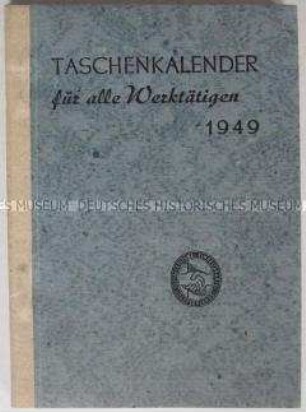 TASCHENKALENDER
für alle Werktätigen
1949
ES MUSEUM DEUTSCHES HISTORISCHES MUSEUM